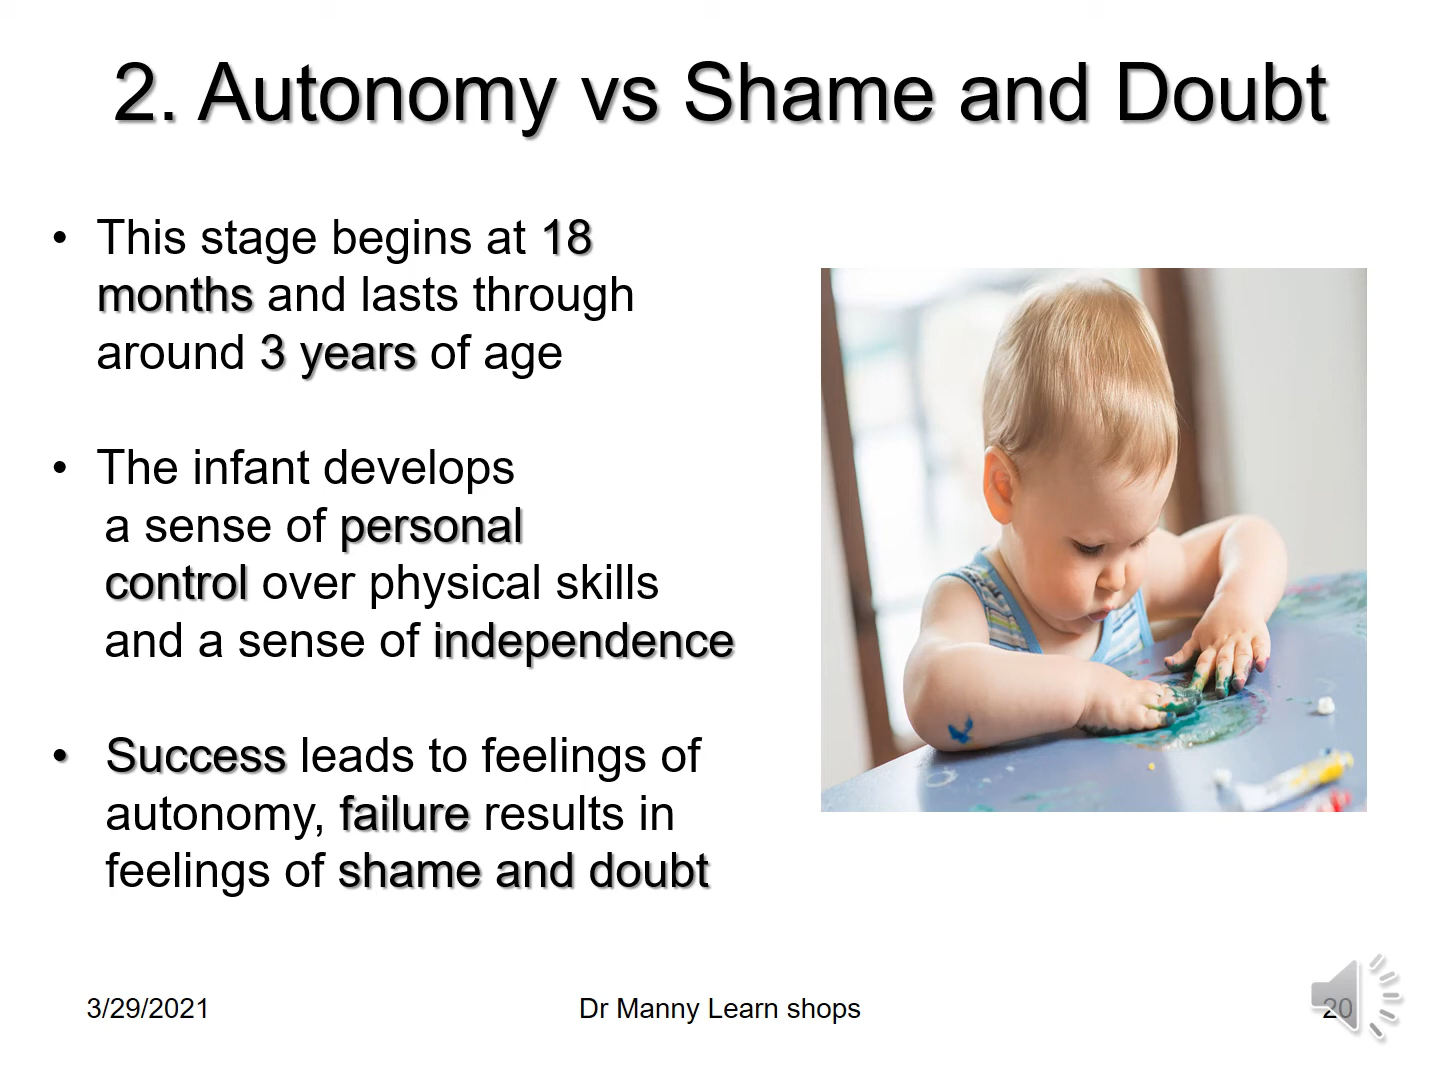 2. Autonomy vs Shame and Doubt
• This stage begins at 18
months and lasts through
around 3 years of age
• The infant develops
a sense of personal
control over physical skills
and a sense of independence
• Success leads to feelings of
autonomy, failure results in
feelings of shame and doubt
3/29/2021
Dr Manny Learn shops
20